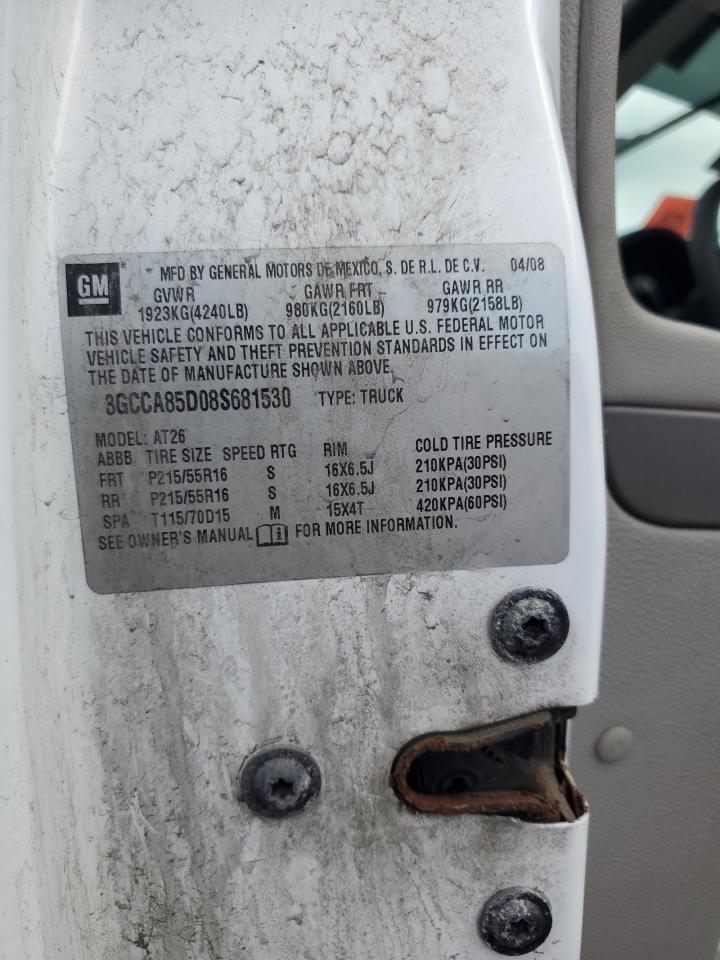 GM ® MFD BY GENERAL MOTORS DE MEXICO, S. DE R.L. DE C.V. 04/08
GVWR GAWR FRT GAWR RR
1923KG(4240LB) 980KG(2160LB) 979KG(2158LB)
THIS VEHICLE CONFORMS TO ALL APPLICABLE U.S. FEDERAL MOTOR
VEHICLE SAFETY AND THEFT PREVENTION STANDARDS IN EFFECT ON
THE DATE OF MANUFACTURE SHOWN ABOVE.
3GCCA85D08S681530 TYPE: TRUCK
MODEL: AT26
ABBB TIRE SIZE SPEED RTG RIM COLD TIRE PRESSURE
FRT P215/55R16 S 16X6.5J 210KPA(30PSI)
RR P215/55R16 S 16X6.5J 210KPA(30PSI)
SPA T115/70D15 M 15X4T 420KPA(60PSI)
SEE OWNER'S MANUAL FOR MORE INFORMATION.